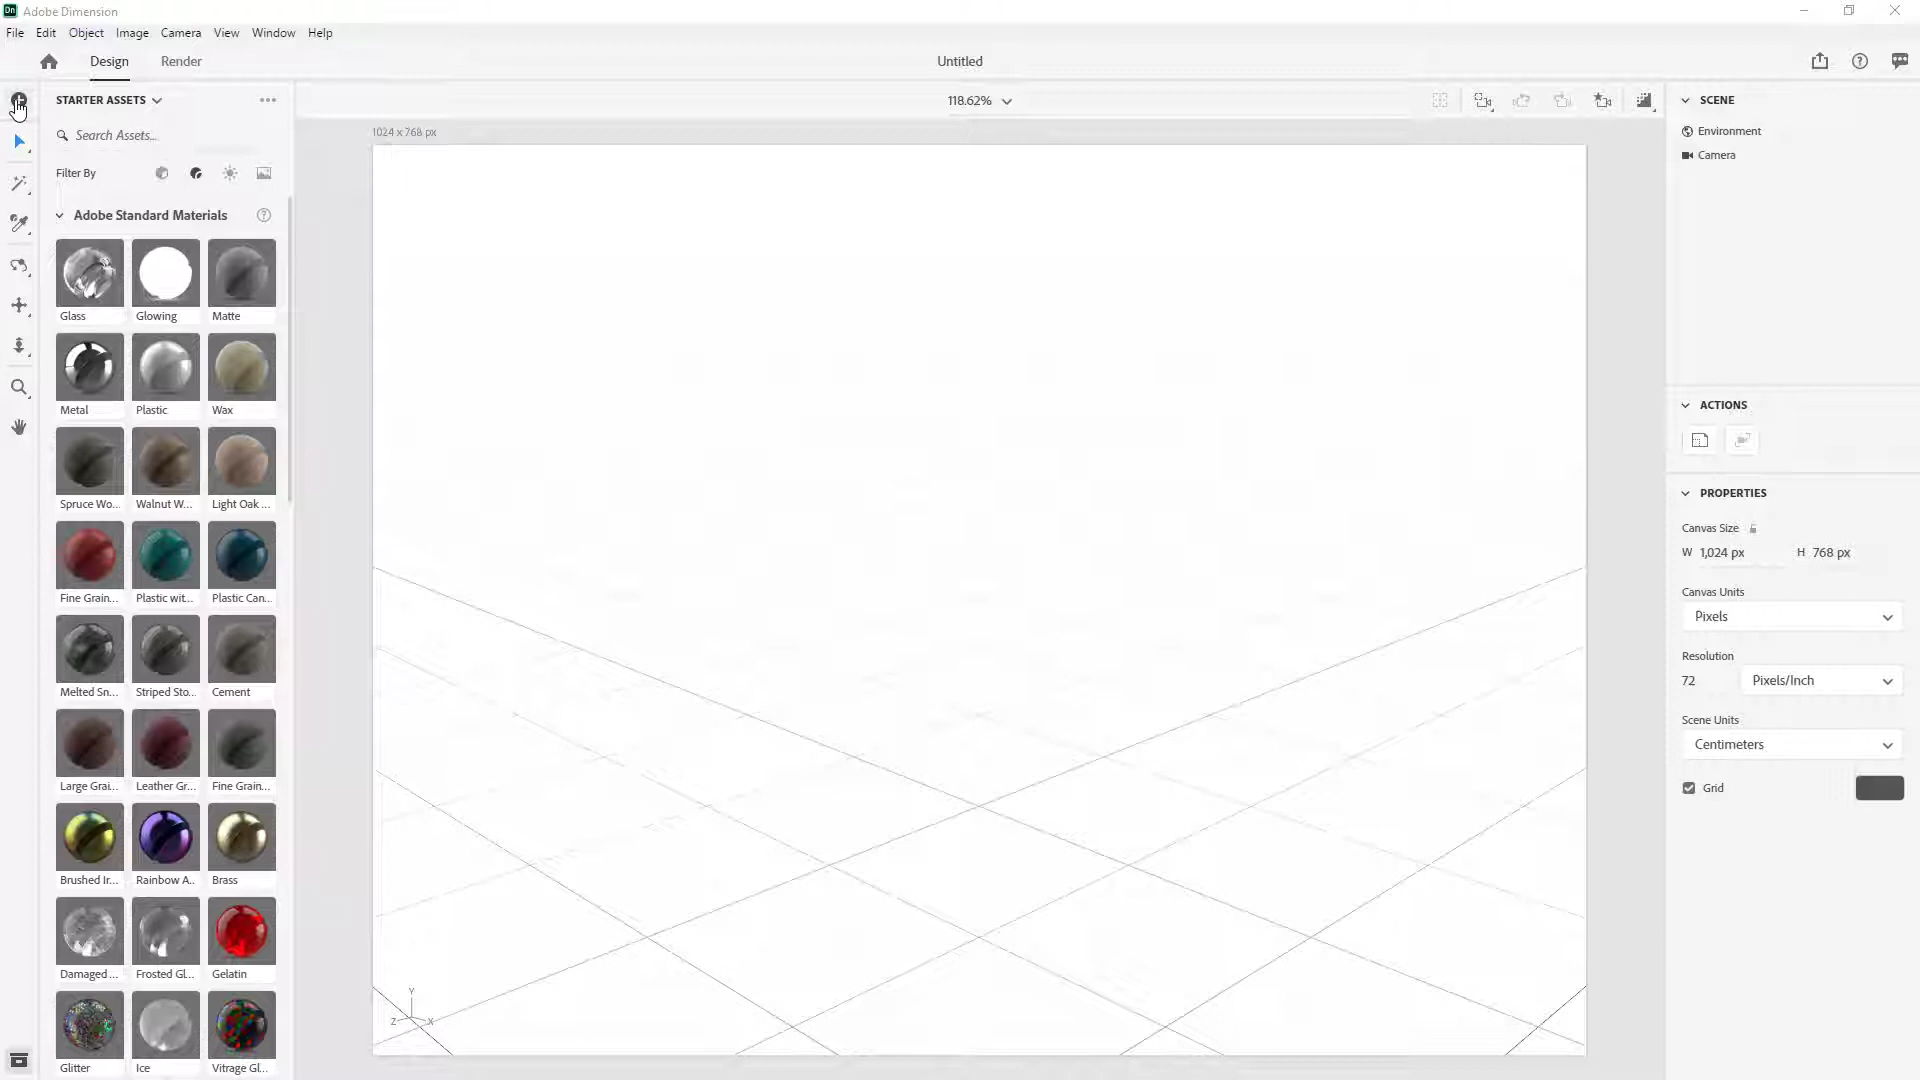 Dn Adobe Dimension
File Edit Object Image Camera View Window Help
Design Render Untitled
STARTER ASSETS
Search Assets...
Filter By
Adobe Standard Materials
Glass Glowing Matte
Metal Plastic Wax
Spruce Wo... Walnut W... Light Oak ...
Fine Grain... Plastic wit... Plastic Can...
Melted Sn... Striped Sto... Cement
Large Grai... Leather Gr... Fine Grain...
Brushed Ir... Rainbow A.. Brass
Damaged ... Frosted Gl... Gelatin
Glitter Ice Vitrage Gl...
118.62%
1024 x 768 px
Y
Z X
SCENE
Environment
Camera
ACTIONS
PROPERTIES
Canvas Size
W 1,024 px H 768 px
Canvas Units
Pixels
Resolution
72 Pixels/Inch
Scene Units
Centimeters
Grid